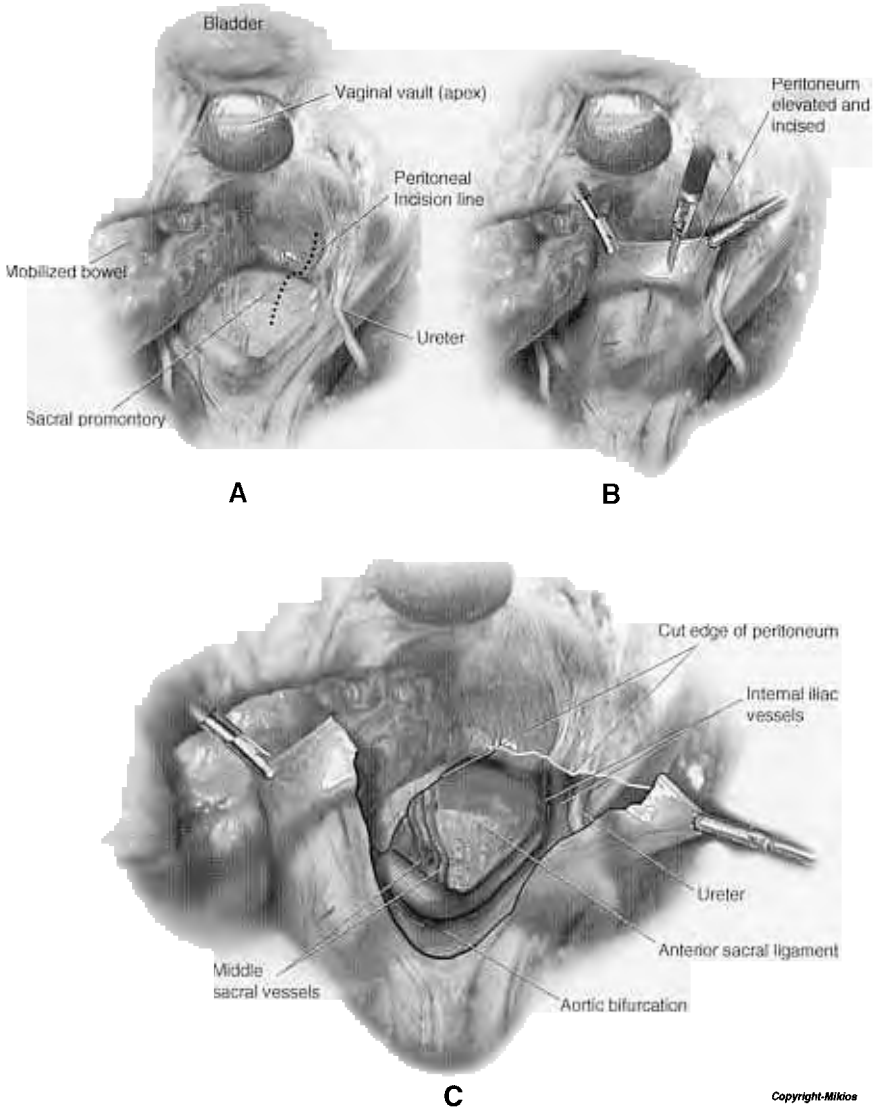 Bladder
Vaginal vault (apex)
Peritoneal
Incision line
Mobilized bowel
Ureter
Sacral promontory
A
Peritoneum
elevated and
incised
B
Cut edge of peritoneum
Internal iliac
vessels
Ureter
Anterior sacral ligament
Middle
sacral vessels
Aortic bifurcation
C
Copyright-Miklos